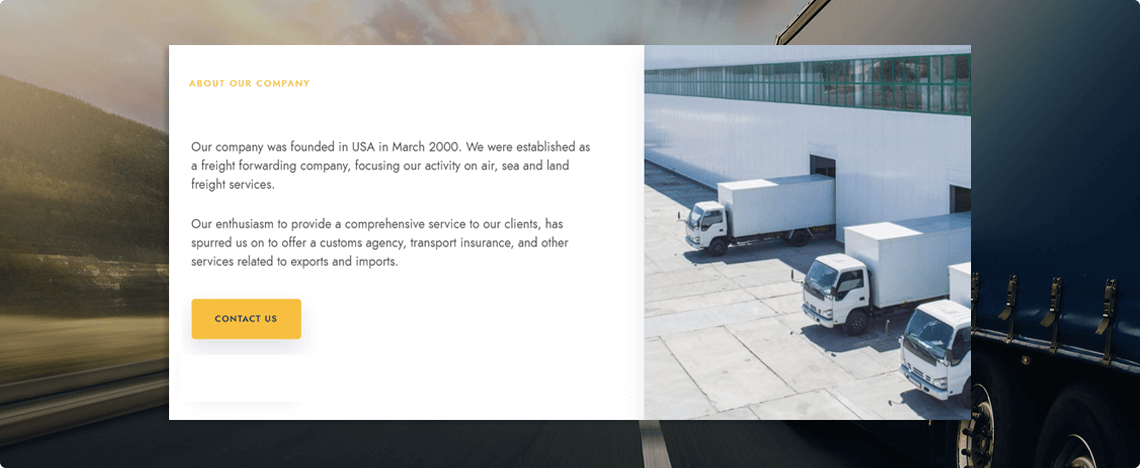 ABOUT OUR COMPANY
Our company was founded in USA in March 2000. We were established as
a freight forwarding company, focusing our activity on air, sea and land
freight services.
Our enthusiasm to provide a comprehensive service to our clients, has
spurred us on to offer a customs agency, transport insurance, and other
services related to exports and imports.
CONTACT US